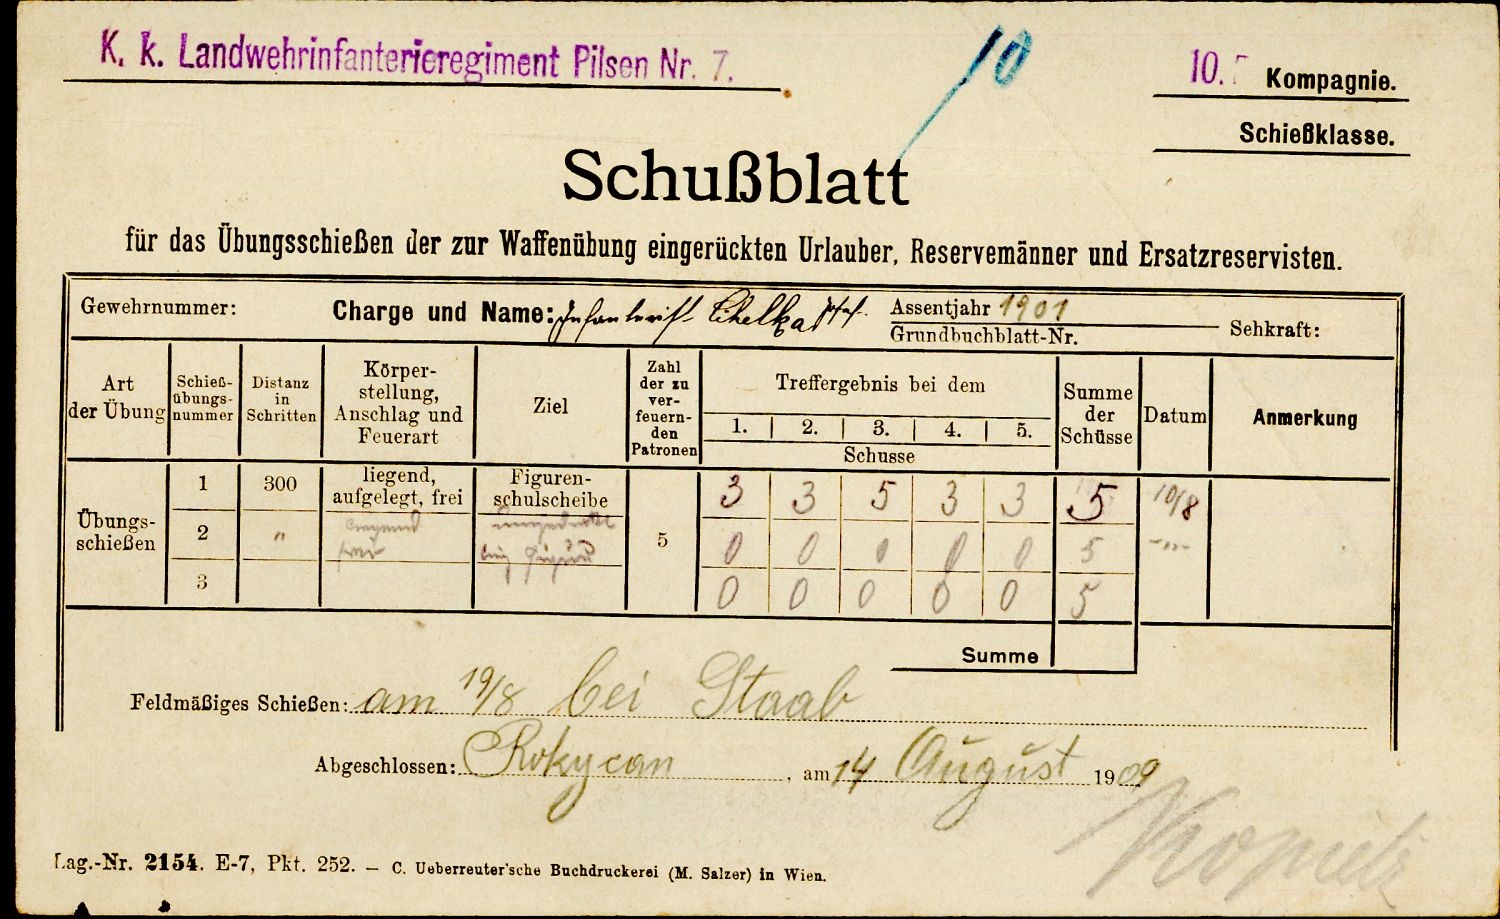 K. k. Landwehrinfanterieregiment Pilsen Nr. 7.
10
10. Kompagnie.
Schießklasse.
Schußblatt
für das Übungsschießen der zur Waffenübung eingerückten Urlauber, Reservemänner und Ersatzreservisten.
Gewehrnummer: Charge und Name: Infanterist Assentjahr 1901 Sehkraft:
Grundbuchblatt-Nr.
Art der Übung
Schieß-übungs-nummer
Distanz in Schritten
Körper-stellung, Anschlag und Feuerart
Ziel
Zahl der zu ver-feuern-den Patronen
Treffergebnis bei dem
1. 2. 3. 4. 5.
Schusse
Summe der Schüsse
Datum
Anmerkung
Übungs-schießen
1 300 liegend, aufgelegt, frei Figuren-schulscheibe 5 3 3 5 3 3 5 10/8
2 " 0 0 0 0 0 5 -"-
3 0 0 0 0 0 5
Summe
Feldmäßiges Schießen: am 19/8 bei Staab
Abgeschlossen: Rokycan, am 14 August 1909
Lag.-Nr. 2154. E-7, Pkt. 252. – C. Ueberreuter'sche Buchdruckerei (M. Salzer) in Wien.